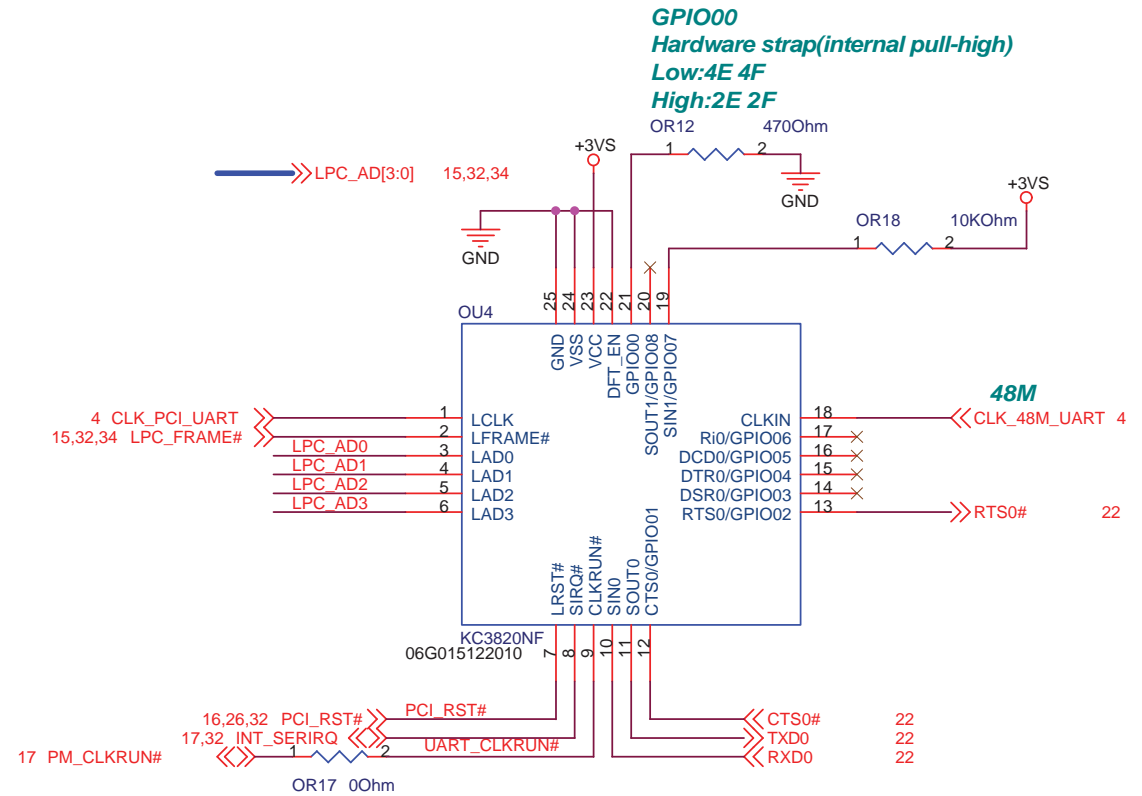 GPIO00
Hardware strap(internal pull-high)
Low:4E 4F
High:2E 2F
OR12 470Ohm
1 2
+3VS
GND
LPC_AD[3:0] 15,32,34
+3VS
OR18 10KOhm
1 2
GND
25 24 23 22 21 20 19
OU4
GND
VSS
VCC
DFT_EN
GPIO00
SOUT1/GPIO08
SIN1/GPIO07
48M
4 CLK_PCI_UART 1 LCLK
15,32,34 LPC_FRAME# 2 LFRAME#
LPC_AD0 3 LAD0
LPC_AD1 4 LAD1
LPC_AD2 5 LAD2
LPC_AD3 6 LAD3
CLKIN 18 CLK_48M_UART 4
Ri0/GPIO06 17
DCD0/GPIO05 16
DTR0/GPIO04 15
DSR0/GPIO03 14
RTS0/GPIO02 13 RTS0# 22
LRST#
SIRQ#
CLKRUN#
SIN0
SOUT0
CTS0/GPIO01
KC3820NF
06G015122010
7 8 9 10 11 12
16,26,32 PCI_RST# PCI_RST#
17,32 INT_SERIRQ
17 PM_CLKRUN# 1 2 UART_CLKRUN#
OR17 0Ohm
CTS0# 22
TXD0 22
RXD0 22